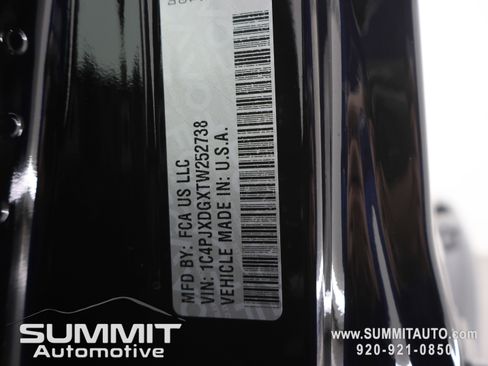 MFD BY: FCA US LLC
VIN: 1C4PJXDGXTW252738
VEHICLE MADE IN: U.S.A.
SUMMIT
Automotive
WWW.SUMMITAUTO.COM
920-921-0850